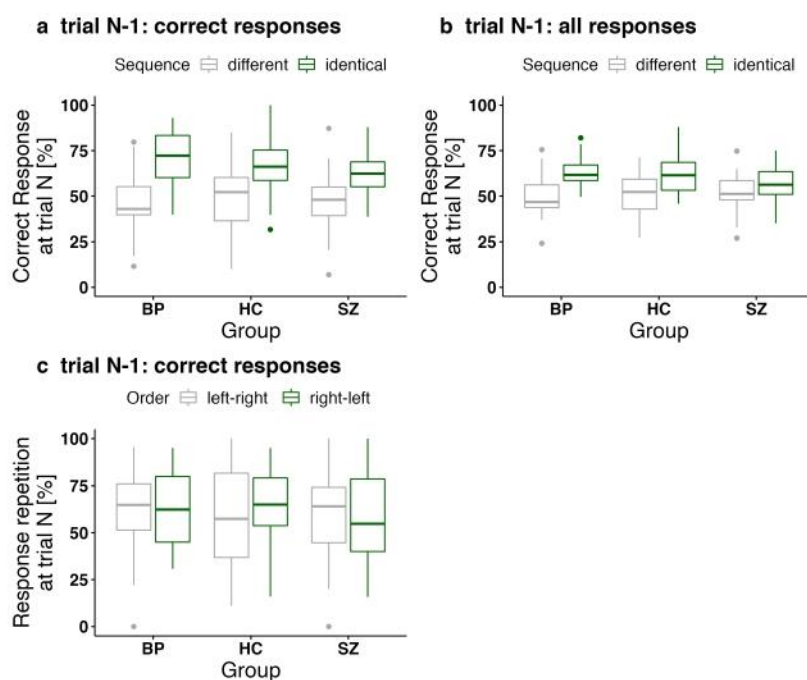 a trial N-1: correct responses
Sequence different identical
Correct Response
at trial N [%]
100
75
50
25
0
BP HC SZ
Group
b trial N-1: all responses
Sequence different identical
Correct Response
at trial N [%]
100
75
50
25
0
BP HC SZ
Group
c trial N-1: correct responses
Order left-right right-left
Response repetition
at trial N [%]
100
75
50
25
0
BP HC SZ
Group